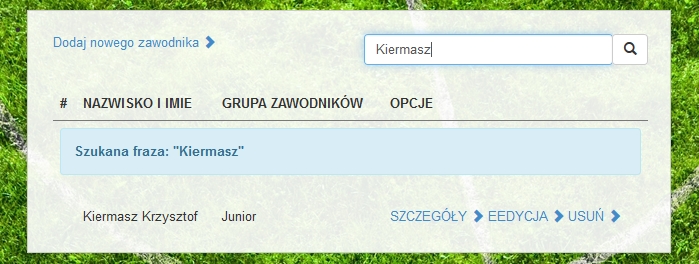 Dodaj nowego zawodnika
Kiermasz
# NAZWISKO I IMIE GRUPA ZAWODNIKÓW OPCJE
Szukana fraza: "Kiermasz"
Kiermasz Krzysztof Junior SZCZEGÓŁY EEDYCJA USUŃ